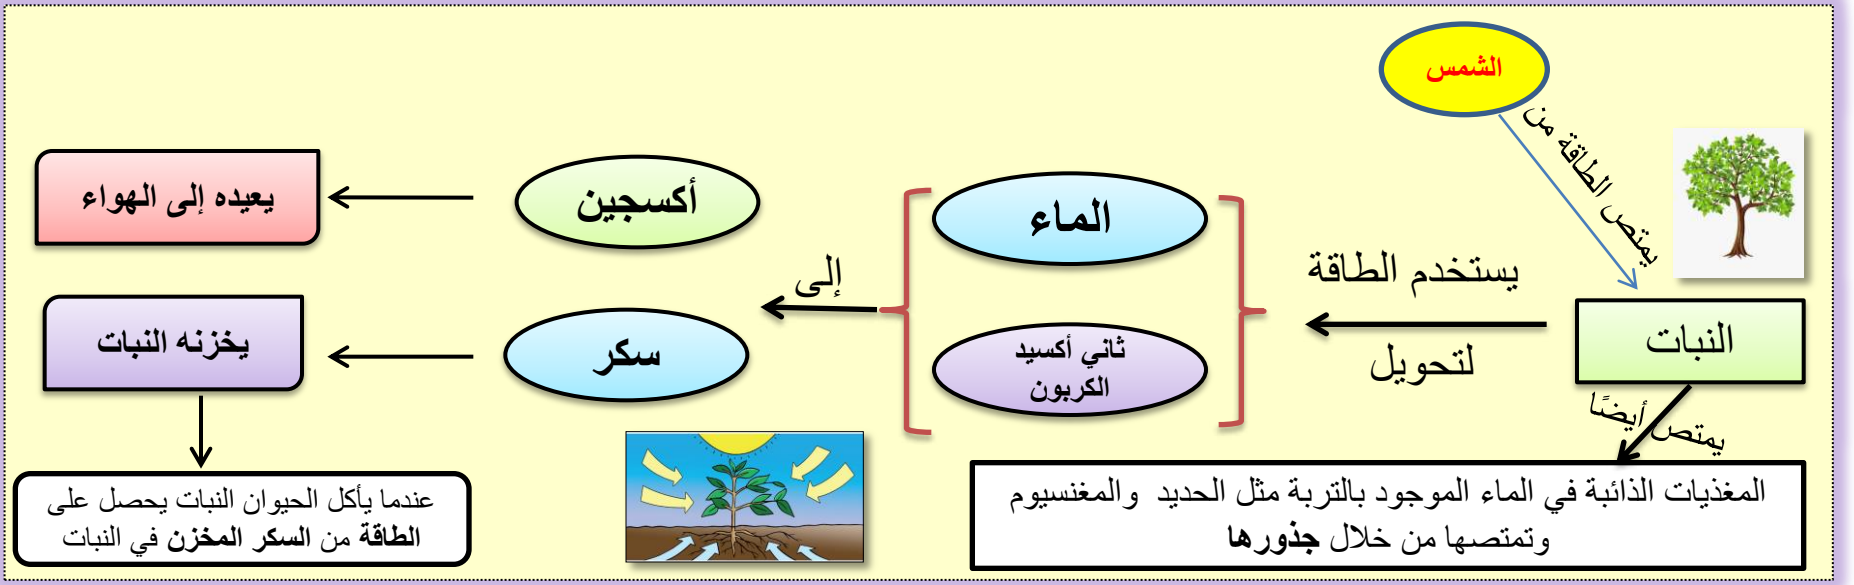 الشمس
يمتص الطاقة من
النبات
يستخدم الطاقة
لتحويل
الماء
ثاني أكسيد
الكربون
إلى
أكسجين
يعيده إلى الهواء
سكر
يخزنه النبات
عندما يأكل الحيوان النبات يحصل على
الطاقة من السكر المخزن في النبات
يمتص أيضًا
المغذيات الذائبة في الماء الموجود بالتربة مثل الحديد والمغنسيوم
وتمتصها من خلال جذورها